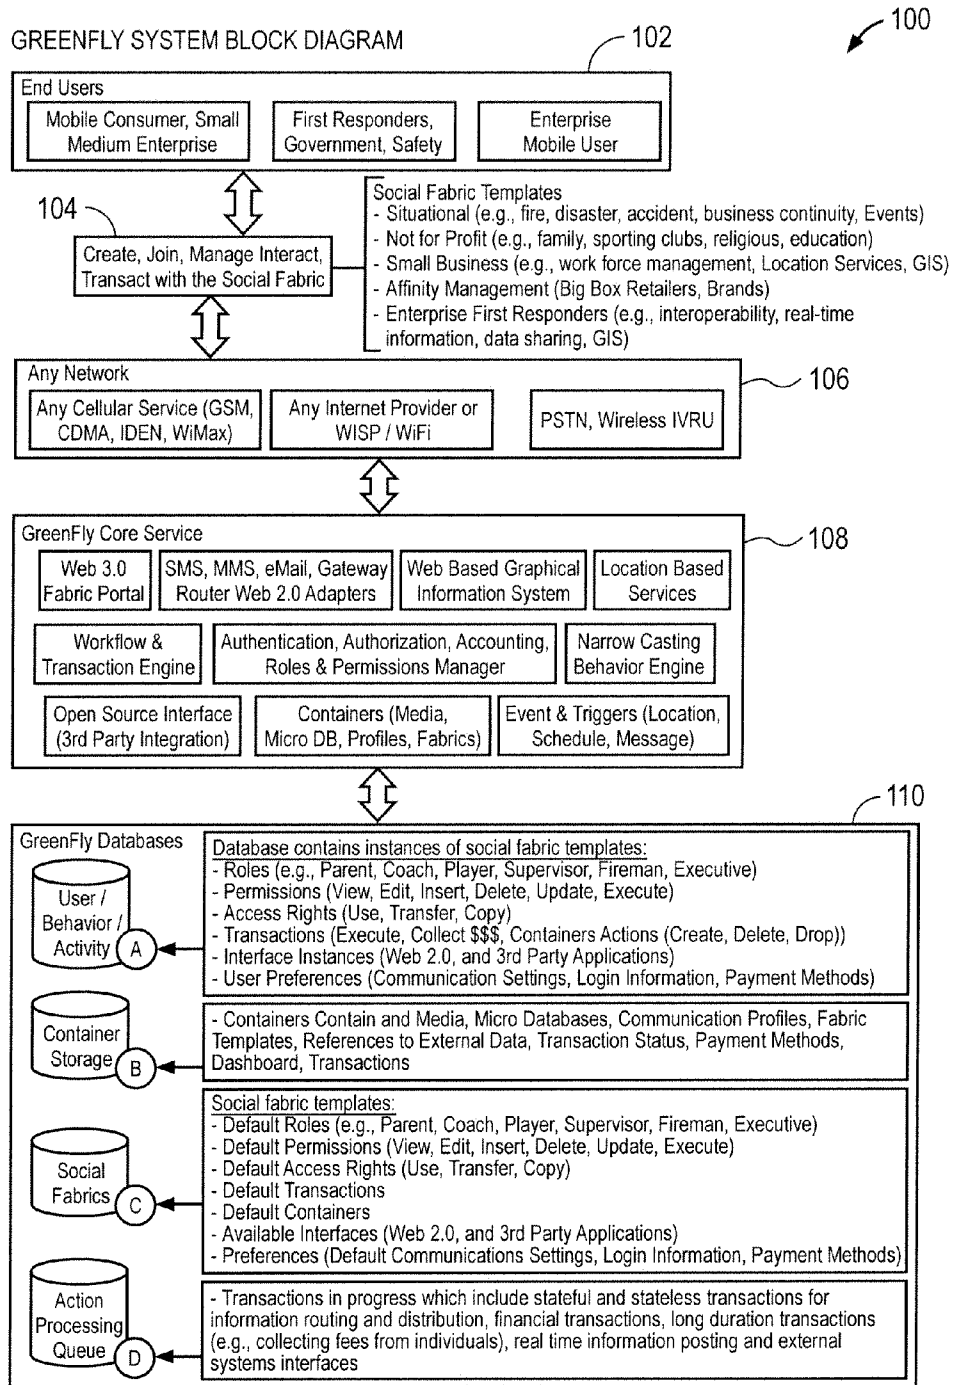 100
GREENFLY SYSTEM BLOCK DIAGRAM
102
End Users
Mobile Consumer, Small
Medium Enterprise
First Responders,
Government, Safety
Enterprise
Mobile User
104
Create, Join, Manage Interact,
Transact with the Social Fabric
Social Fabric Templates
- Situational (e.g., fire, disaster, accident, business continuity, Events)
- Not for Profit (e.g., family, sporting clubs, religious, education)
- Small Business (e.g., work force management, Location Services, GIS)
- Affinity Management (Big Box Retailers, Brands)
- Enterprise First Responders (e.g., interoperability, real-time
information, data sharing, GIS)
Any Network
106
Any Cellular Service (GSM,
CDMA, IDEN, WiMax)
Any Internet Provider or
WISP / WiFi
PSTN, Wireless IVRU
GreenFly Core Service
108
Web 3.0
Fabric Portal
SMS, MMS, eMail, Gateway
Router Web 2.0 Adapters
Web Based Graphical
Information System
Location Based
Services
Workflow &
Transaction Engine
Authentication, Authorization, Accounting,
Roles & Permissions Manager
Narrow Casting
Behavior Engine
Open Source Interface
(3rd Party Integration)
Containers (Media,
Micro DB, Profiles, Fabrics)
Event & Triggers (Location,
Schedule, Message)
110
GreenFly Databases
User /
Behavior /
Activity
A
Database contains instances of social fabric templates:
- Roles (e.g., Parent, Coach, Player, Supervisor, Fireman, Executive)
- Permissions (View, Edit, Insert, Delete, Update, Execute)
- Access Rights (Use, Transfer, Copy)
- Transactions (Execute, Collect $$$, Containers Actions (Create, Delete, Drop))
- Interface Instances (Web 2.0, and 3rd Party Applications)
- User Preferences (Communication Settings, Login Information, Payment Methods)
Container
Storage
B
- Containers Contain and Media, Micro Databases, Communication Profiles, Fabric
Templates, References to External Data, Transaction Status, Payment Methods,
Dashboard, Transactions
Social
Fabrics
C
Social fabric templates:
- Default Roles (e.g., Parent, Coach, Player, Supervisor, Fireman, Executive)
- Default Permissions (View, Edit, Insert, Delete, Update, Execute)
- Default Access Rights (Use, Transfer, Copy)
- Default Transactions
- Default Containers
- Available Interfaces (Web 2.0, and 3rd Party Applications)
- Preferences (Default Communications Settings, Login Information, Payment Methods)
Action
Processing
Queue
D
- Transactions in progress which include stateful and stateless transactions for
information routing and distribution, financial transactions, long duration transactions
(e.g., collecting fees from individuals), real time information posting and external
systems interfaces